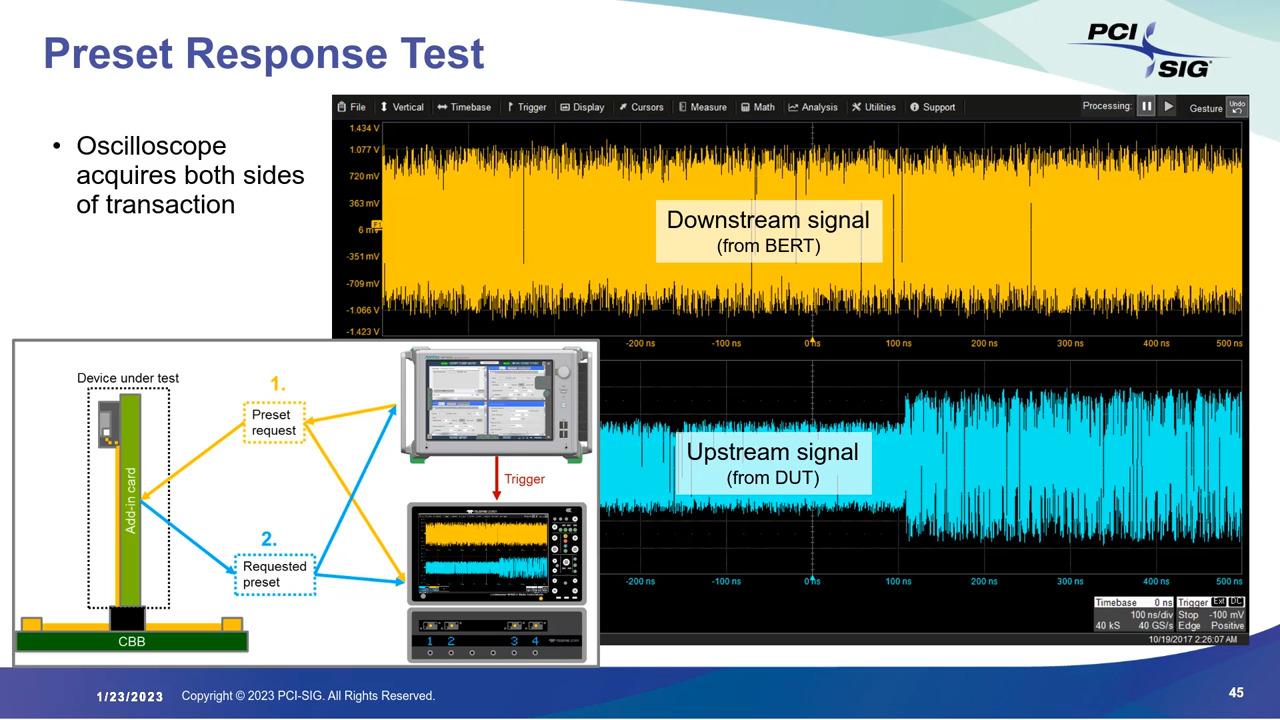 Preset Response Test
PCI
SIG®
• Oscilloscope
acquires both sides
of transaction
File Vertical Timebase Trigger Display Cursors Measure Math Analysis Utilities Support
Processing:
Gesture
Undo
1.434 V
1.077 V
720 mV
363 mV
6 mV
-351 mV
-709 mV
-1.066 V
-1.423 V
Downstream signal
(from BERT)
-200 ns -100 ns 0 ns 100 ns 200 ns 300 ns 400 ns 500 ns
Upstream signal
(from DUT)
-200 ns -100 ns 0 ns 100 ns 200 ns 300 ns 400 ns 500 ns
Timebase 0 ns
100 ns/div
40 kS 40 GS/s
Trigger Ext DC
Stop -100 mV
Edge Positive
10/19/2017 2:26:07 AM
Device under test
1.
Preset
request
Add-in card
Trigger
2.
Requested
preset
CBB
1 2 3 4
1/23/2023 Copyright © 2023 PCI-SIG. All Rights Reserved. 45